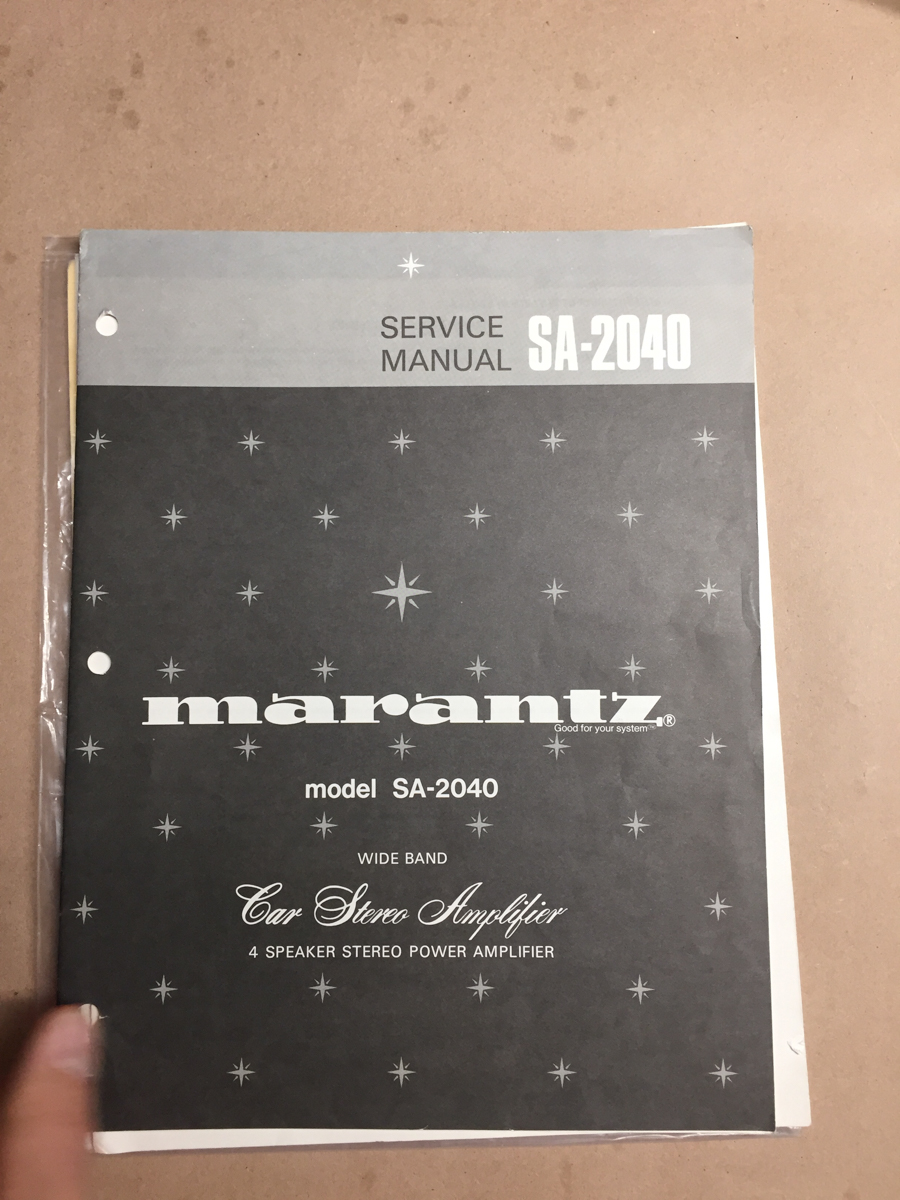 SERVICE
MANUAL SA-2040
marantz®
Good for your system™
model SA-2040
WIDE BAND
Car Stereo Amplifier
4 SPEAKER STEREO POWER AMPLIFIER